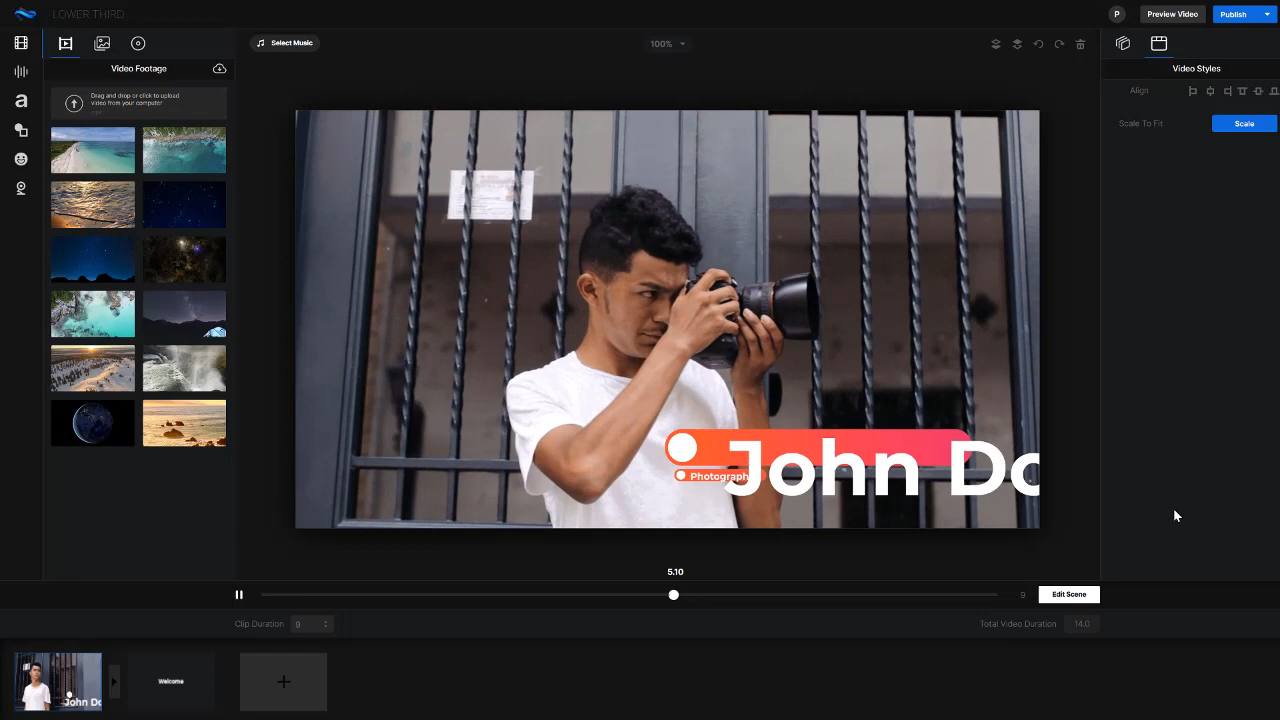 LOWER THIRD
P
Preview Video
Publish
Select Music
100%
Video Footage
Video Styles
Drag and drop or click to upload
video from your computer
Align
Scale To Fit
Scale
John Do
Photograph
5.10
9
Edit Scene
Clip Duration
9
Total Video Duration
14.0
John Do
Welcome